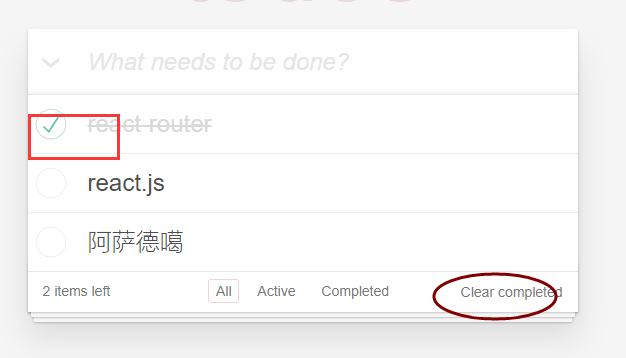 What needs to be done?
react-router
react.js
阿萨德噶
2 items left All Active Completed Clear completed